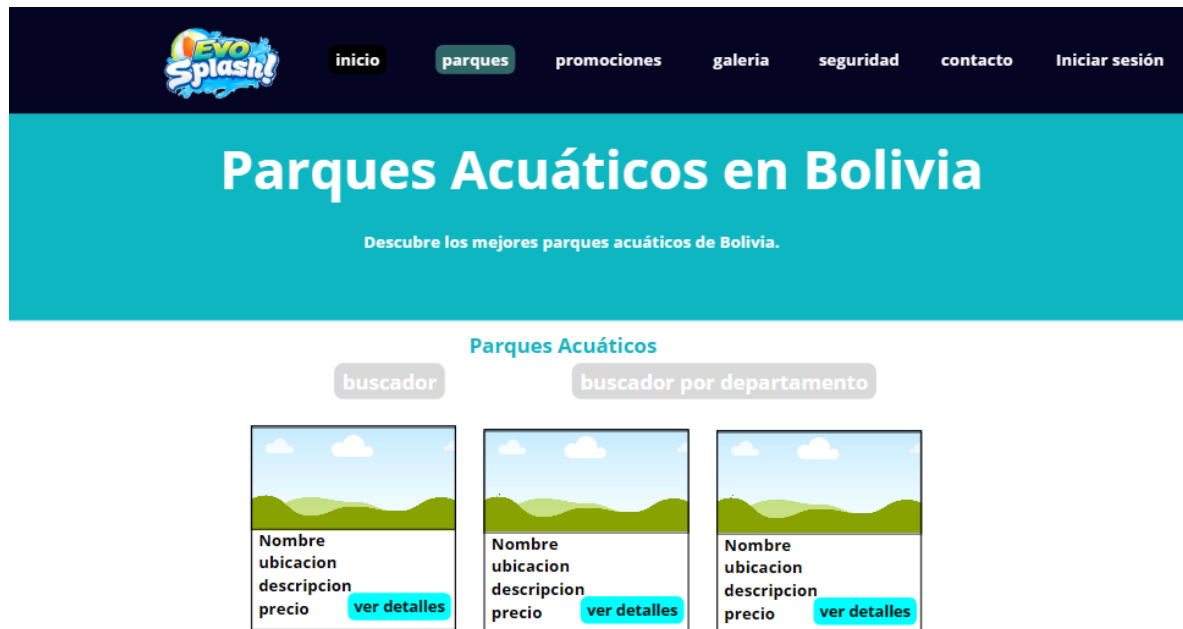 EVO
Splash!
inicio parques promociones galeria seguridad contacto Iniciar sesión
Parques Acuáticos en Bolivia
Descubre los mejores parques acuáticos de Bolivia.
Parques Acuáticos
buscador buscador por departamento
Nombre
ubicacion
descripcion
precio ver detalles
Nombre
ubicacion
descripcion
precio ver detalles
Nombre
ubicacion
descripcion
precio ver detalles